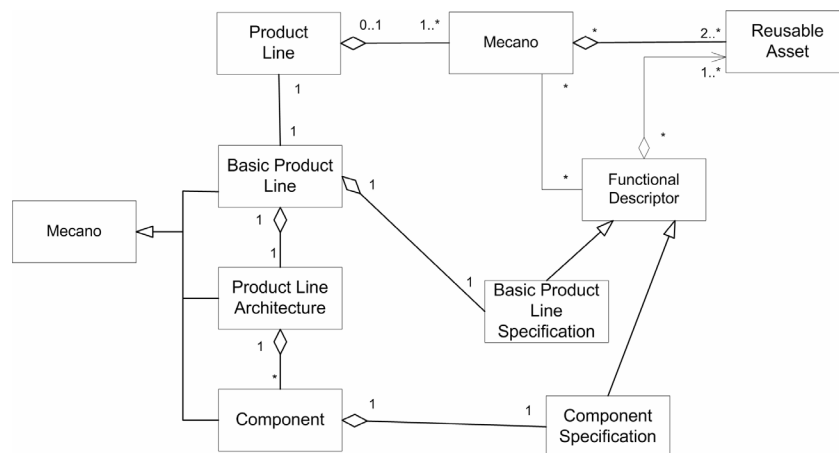 Product
Line
0..1
1..*
Mecano
*
2..*
Reusable
Asset
1..*
1
*
*
1
Basic Product
Line
1
*
Functional
Descriptor
Mecano
1
1
Product Line
Architecture
1
Basic Product
Line
Specification
1
*
Component
1
1
Component
Specification